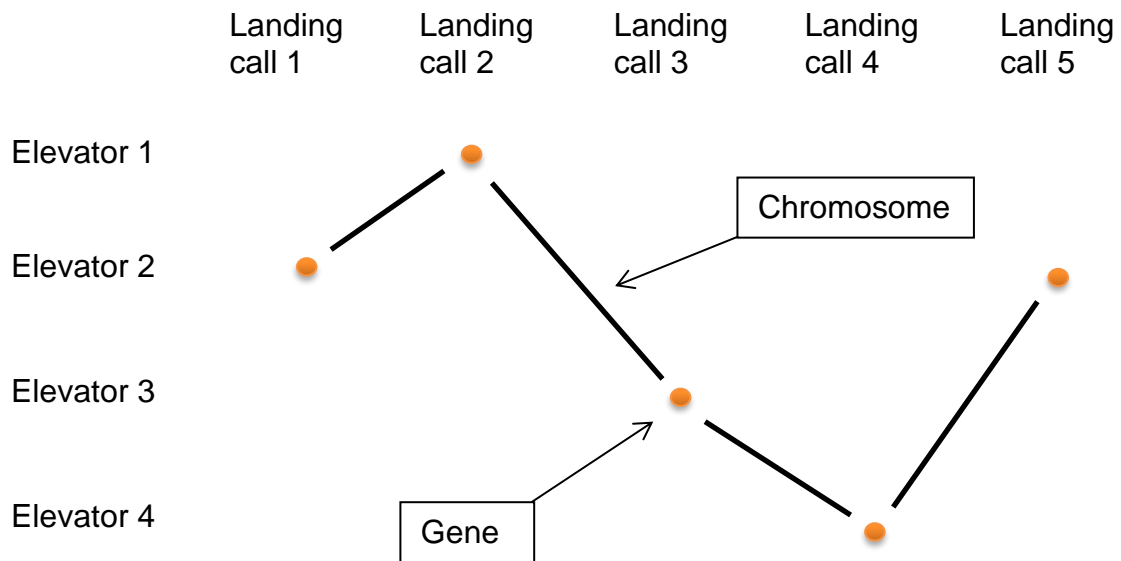 Landing Landing Landing Landing Landing
call 1 call 2 call 3 call 4 call 5
Elevator 1
Chromosome
Elevator 2
Elevator 3
Elevator 4
Gene